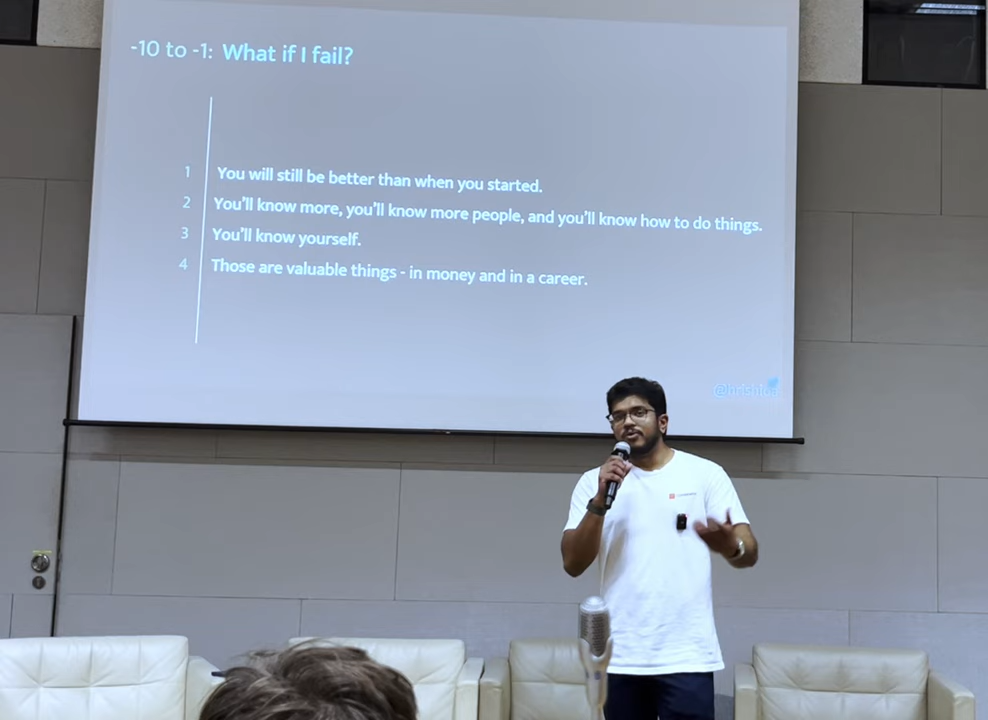 -10 to -1: What if I fail?
1 You will still be better than when you started.
2 You'll know more, you'll know more people, and you'll know how to do things.
3 You'll know yourself.
4 Those are valuable things - in money and in a career.